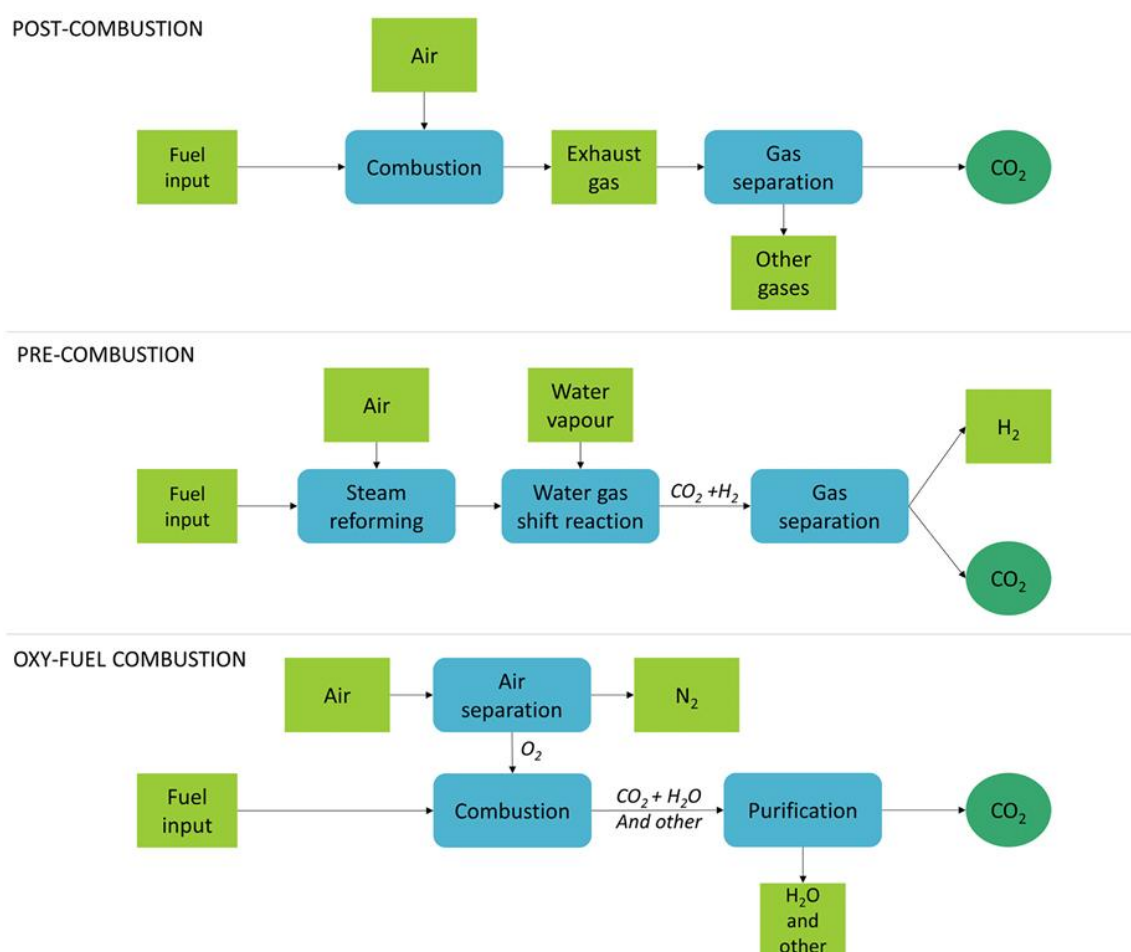 POST-COMBUSTION
Air
Fuel
input
Combustion
Exhaust
gas
Gas
separation
CO₂
Other
gases
PRE-COMBUSTION
Air
Water
vapour
H₂
Fuel
input
Steam
reforming
Water gas
shift reaction
CO₂ +H₂
Gas
separation
CO₂
OXY-FUEL COMBUSTION
Air
Air
separation
N₂
O₂
Fuel
input
Combustion
CO₂ + H₂O
And other
Purification
CO₂
H₂O
and
other